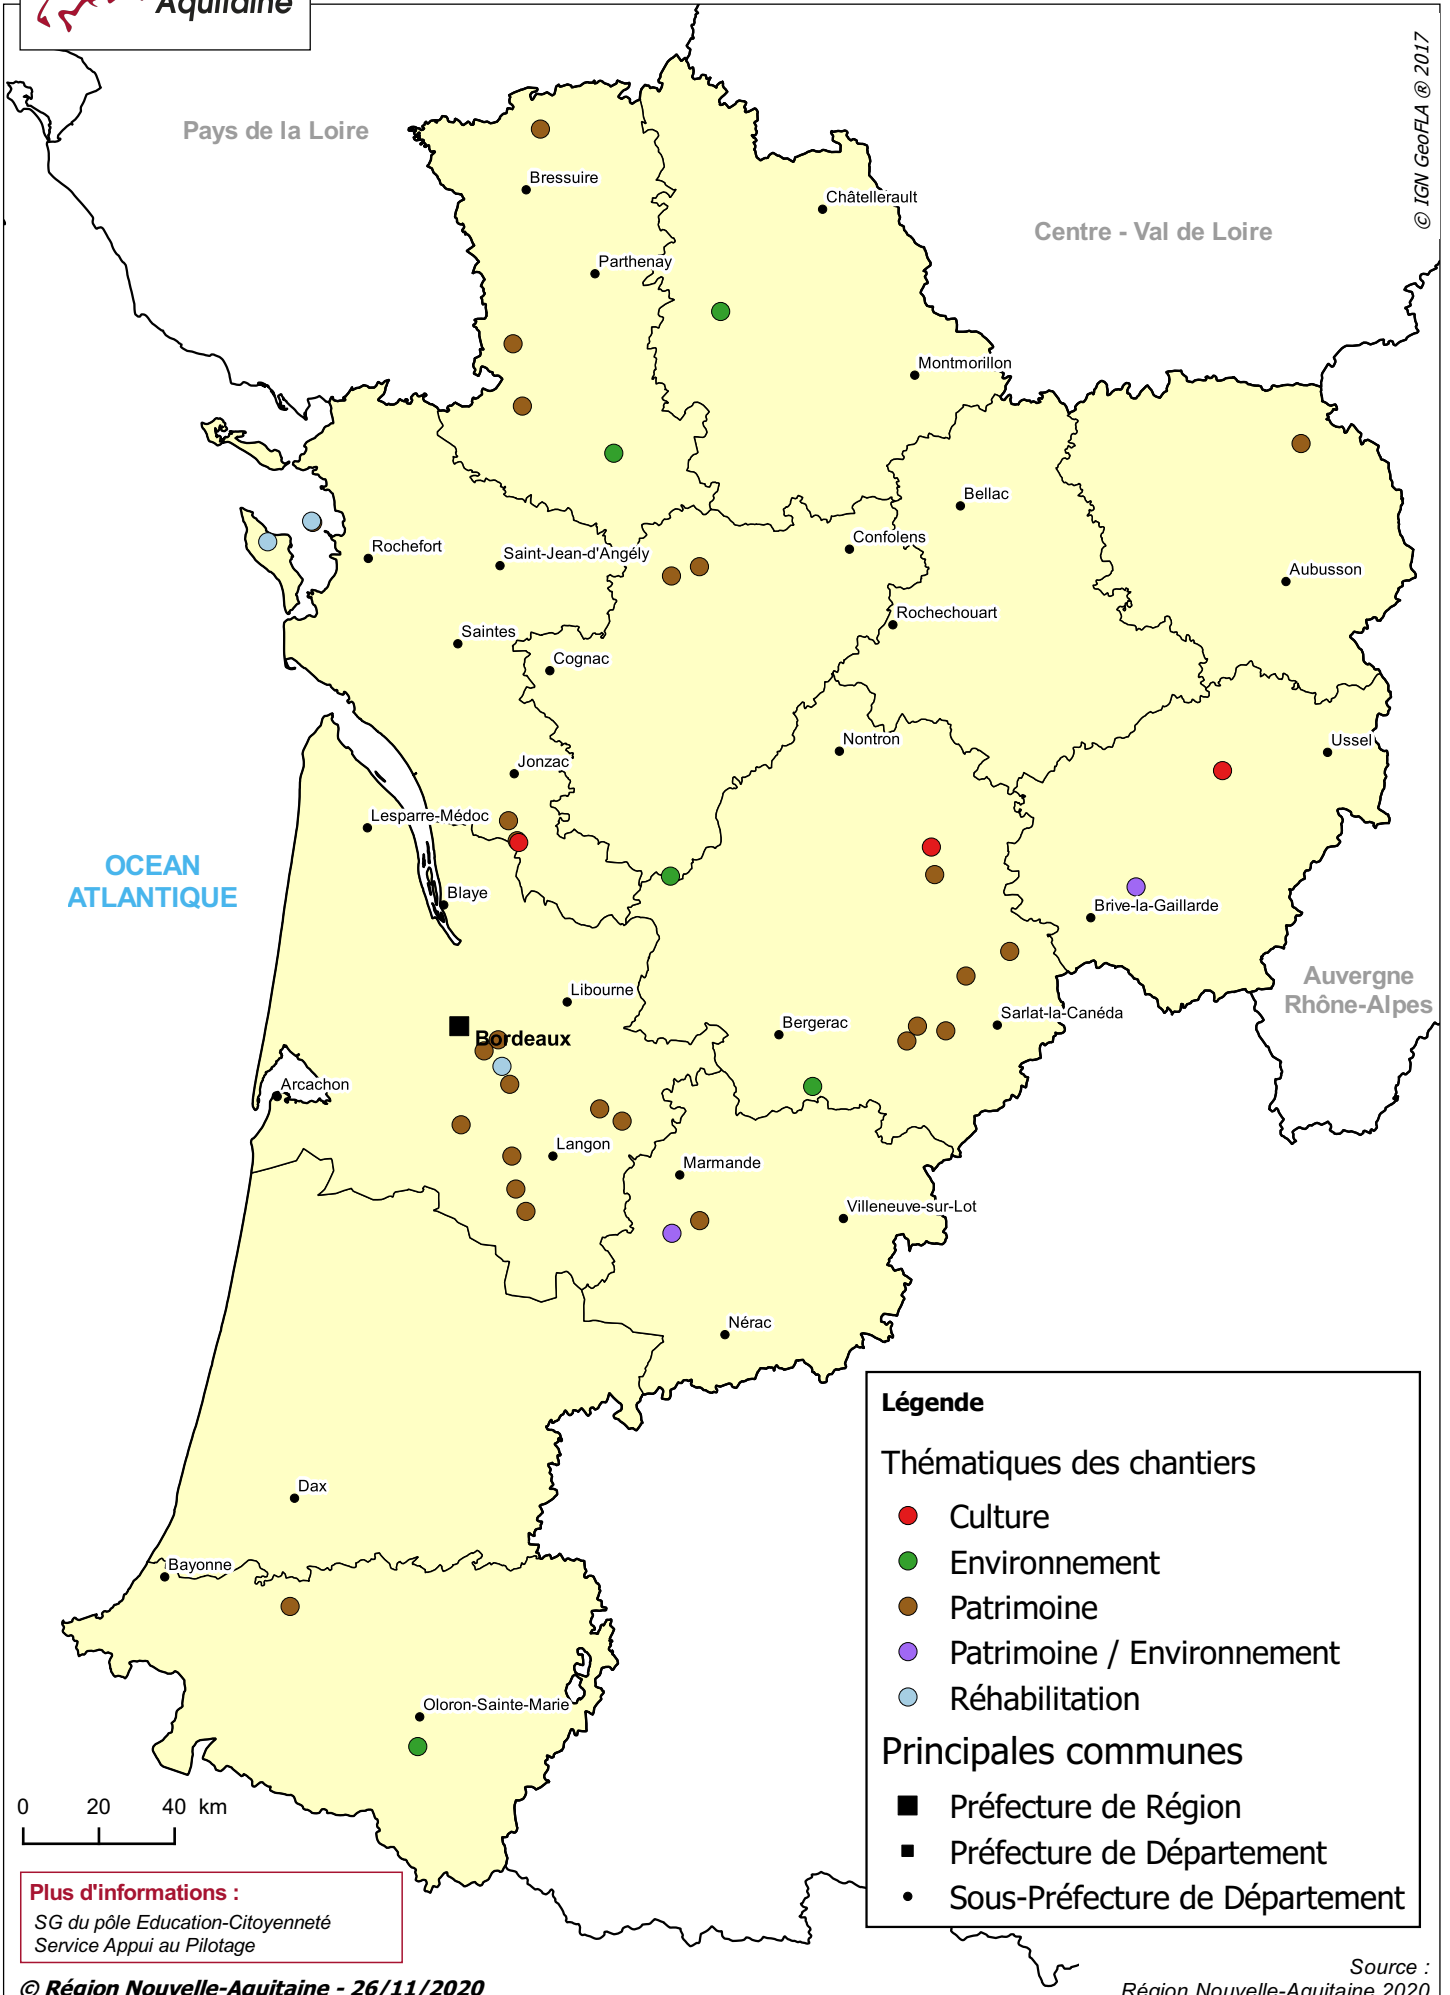 Aquitaine
© IGN GeoFLA ® 2017
Pays de la Loire
Bressuire
Châtellerault
Centre - Val de Loire
Parthenay
Montmorillon
Bellac
Rochefort
Saint-Jean-d'Angély
Confolens
Aubusson
Rochechouart
Saintes
Cognac
Nontron
Ussel
Jonzac
Lesparre-Médoc
OCEAN
ATLANTIQUE
Blaye
Brive-la-Gaillarde
Auvergne
Rhône-Alpes
Libourne
Sarlat-la-Canéda
Bergerac
Bordeaux
Arcachon
Langon
Marmande
Villeneuve-sur-Lot
Nérac
Légende
Thématiques des chantiers
Culture
Environnement
Patrimoine
Patrimoine / Environnement
Réhabilitation
Principales communes
Préfecture de Région
Préfecture de Département
Sous-Préfecture de Département
Dax
Bayonne
Oloron-Sainte-Marie
0 20 40 km
Plus d'informations :
SG du pôle Education-Citoyenneté
Service Appui au Pilotage
© Région Nouvelle-Aquitaine - 26/11/2020
Source :
Région Nouvelle-Aquitaine 2020